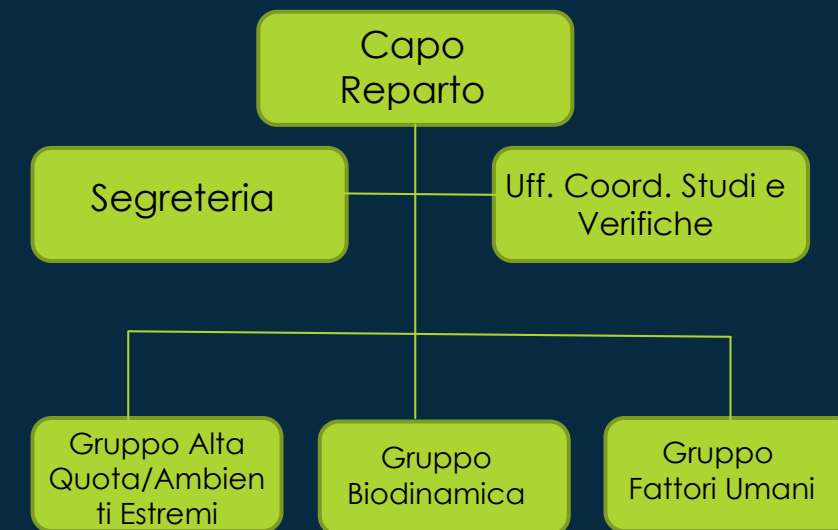 Capo
Reparto
Segreteria
Uff. Coord. Studi e
Verifiche
Gruppo Alta
Quota/Ambien
ti Estremi
Gruppo
Biodinamica
Gruppo
Fattori Umani